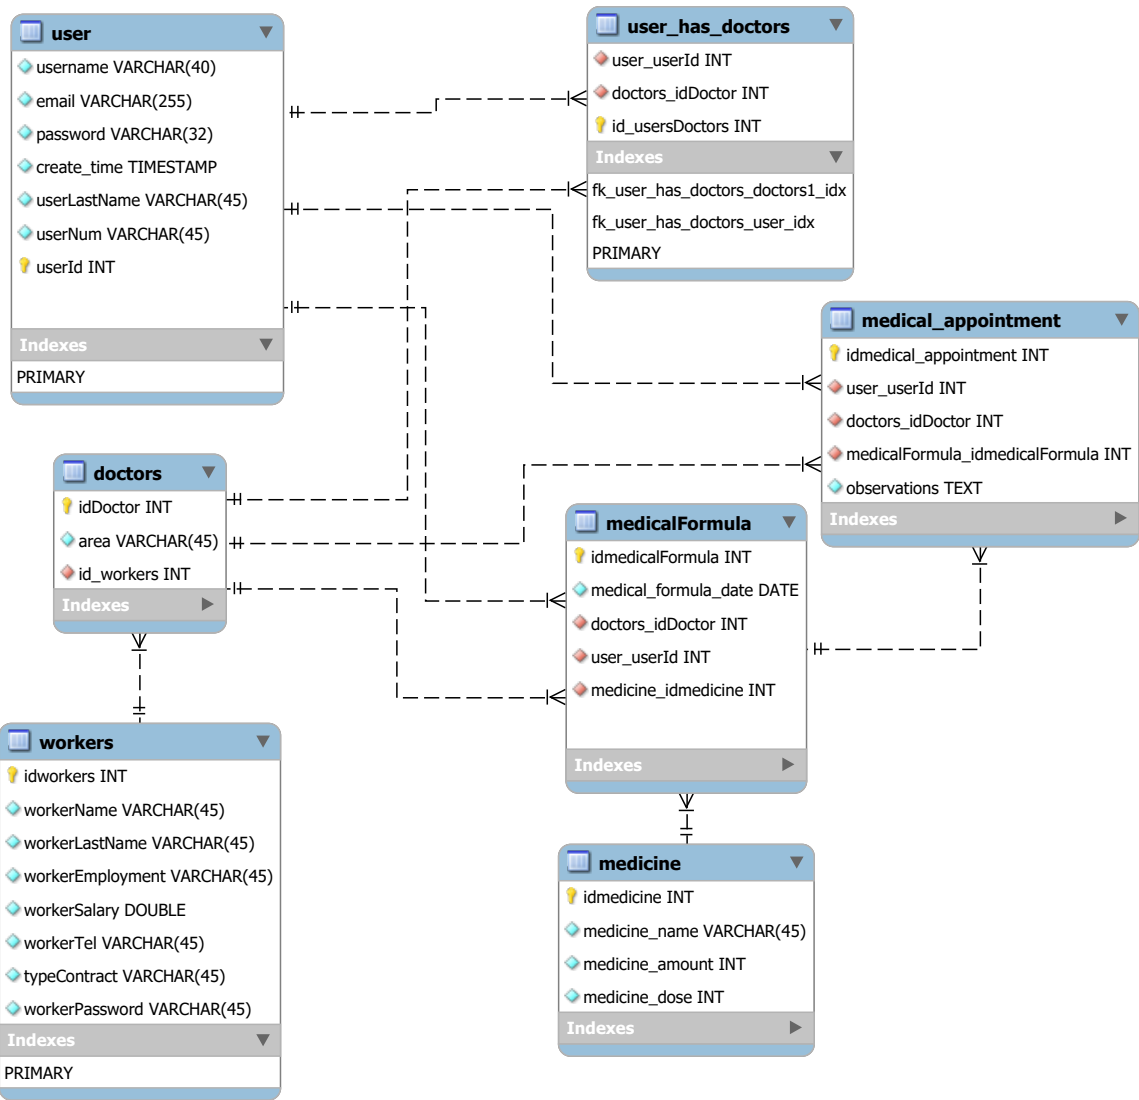 user
username VARCHAR(40)
email VARCHAR(255)
password VARCHAR(32)
create_time TIMESTAMP
userLastName VARCHAR(45)
userNum VARCHAR(45)
userId INT
Indexes
PRIMARY
user_has_doctors
user_userId INT
doctors_idDoctor INT
id_usersDoctors INT
Indexes
fk_user_has_doctors_doctors1_idx
fk_user_has_doctors_user_idx
PRIMARY
medical_appointment
idmedical_appointment INT
user_userId INT
doctors_idDoctor INT
medicalFormula_idmedicalFormula INT
observations TEXT
Indexes
doctors
idDoctor INT
area VARCHAR(45)
id_workers INT
Indexes
medicalFormula
idmedicalFormula INT
medical_formula_date DATE
doctors_idDoctor INT
user_userId INT
medicine_idmedicine INT
Indexes
workers
idworkers INT
workerName VARCHAR(45)
workerLastName VARCHAR(45)
workerEmployment VARCHAR(45)
workerSalary DOUBLE
workerTel VARCHAR(45)
typeContract VARCHAR(45)
workerPassword VARCHAR(45)
Indexes
PRIMARY
medicine
idmedicine INT
medicine_name VARCHAR(45)
medicine_amount INT
medicine_dose INT
Indexes